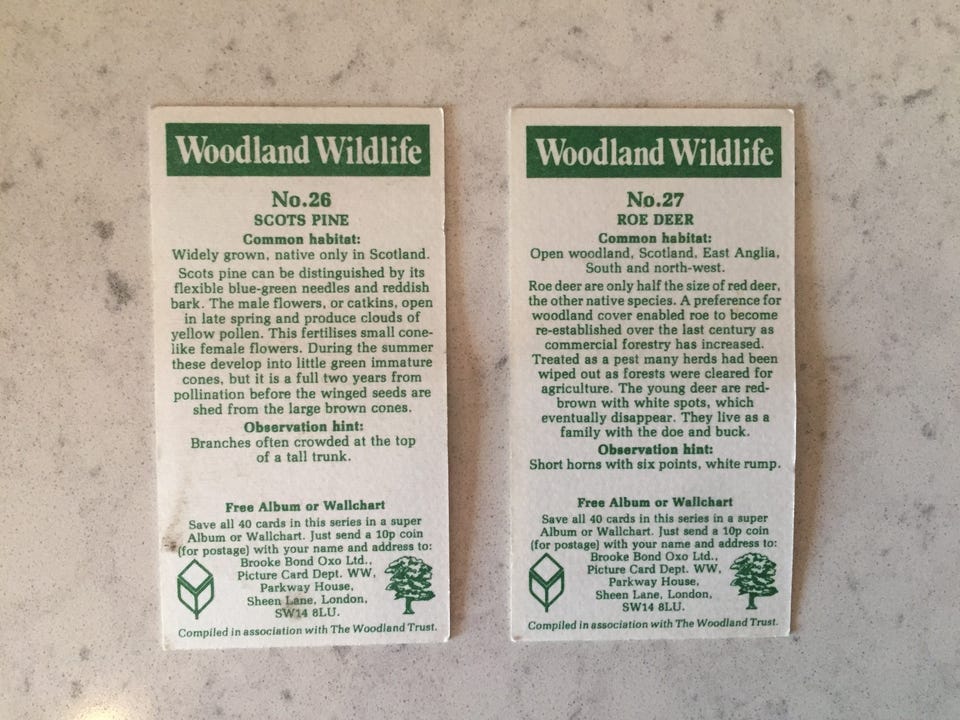 Woodland Wildlife
No.26
SCOTS PINE
Common habitat:
Widely grown, native only in Scotland.
Scots pine can be distinguished by its
flexible blue-green needles and reddish
bark. The male flowers, or catkins, open
in late spring and produce clouds of
yellow pollen. This fertilises small cone-
like female flowers. During the summer
these develop into little green immature
cones, but it is a full two years from
pollination before the winged seeds are
shed from the large brown cones.
Observation hint:
Branches often crowded at the top
of a tall trunk.
Free Album or Wallchart
Save all 40 cards in this series in a super
Album or Wallchart. Just send a 10p coin
(for postage) with your name and address to:
Brooke Bond Oxo Ltd.,
Picture Card Dept. WW,
Parkway House,
Sheen Lane, London,
SW14 8LU.
Compiled in association with The Woodland Trust.
Woodland Wildlife
No.27
ROE DEER
Common habitat:
Open woodland, Scotland, East Anglia,
South and north-west.
Roe deer are only half the size of red deer,
the other native species. A preference for
woodland cover enabled roe to become
re-established over the last century as
commercial forestry has increased.
Treated as a pest many herds had been
wiped out as forests were cleared for
agriculture. The young deer are red-
brown with white spots, which
eventually disappear. They live as a
family with the doe and buck.
Observation hint:
Short horns with six points, white rump.
Free Album or Wallchart
Save all 40 cards in this series in a super
Album or Wallchart. Just send a 10p coin
(for postage) with your name and address to:
Brooke Bond Oxo Ltd.,
Picture Card Dept. WW,
Parkway House,
Sheen Lane, London,
SW14 8LU.
Compiled in association with The Woodland Trust.